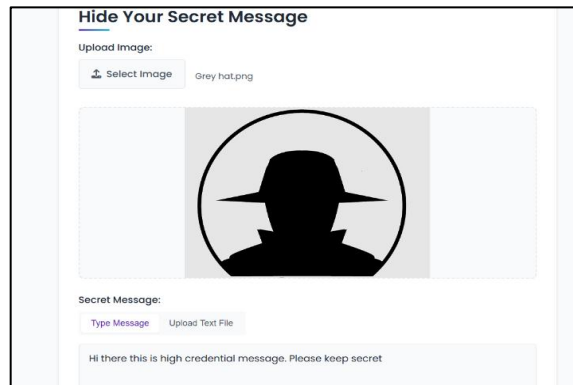 Hide Your Secret Message
Upload Image:
Select Image Grey hat.png
Secret Message:
Type Message Upload Text File
Hi there this is high credential message. Please keep secret